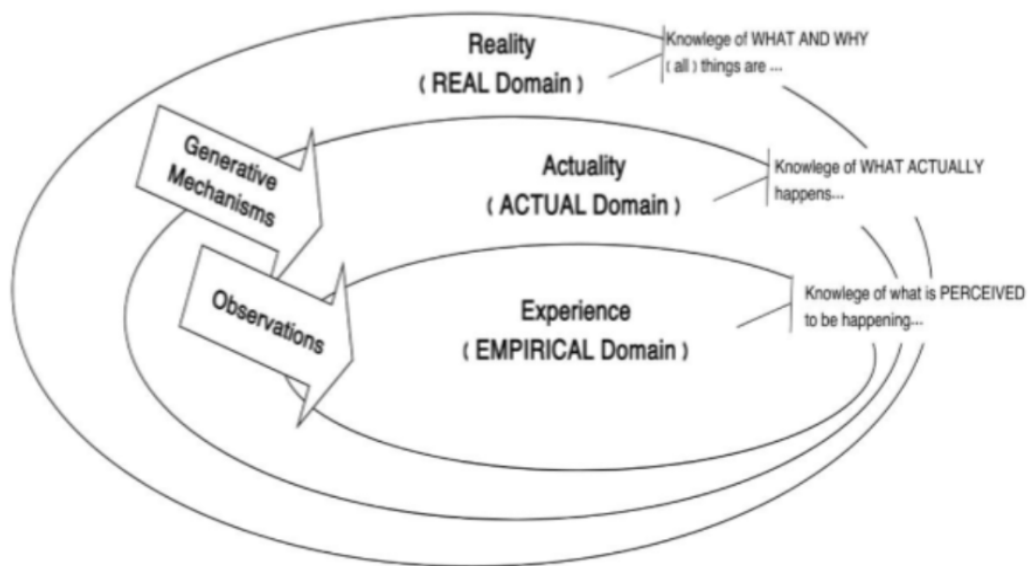 Reality
( REAL Domain )
Knowlege of WHAT AND WHY
( all ) things are ...
Generative
Mechanisms
Actuality
( ACTUAL Domain )
Knowlege of WHAT ACTUALLY
happens...
Observations
Experience
( EMPIRICAL Domain )
Knowlege of what is PERCEIVED
to be happening...